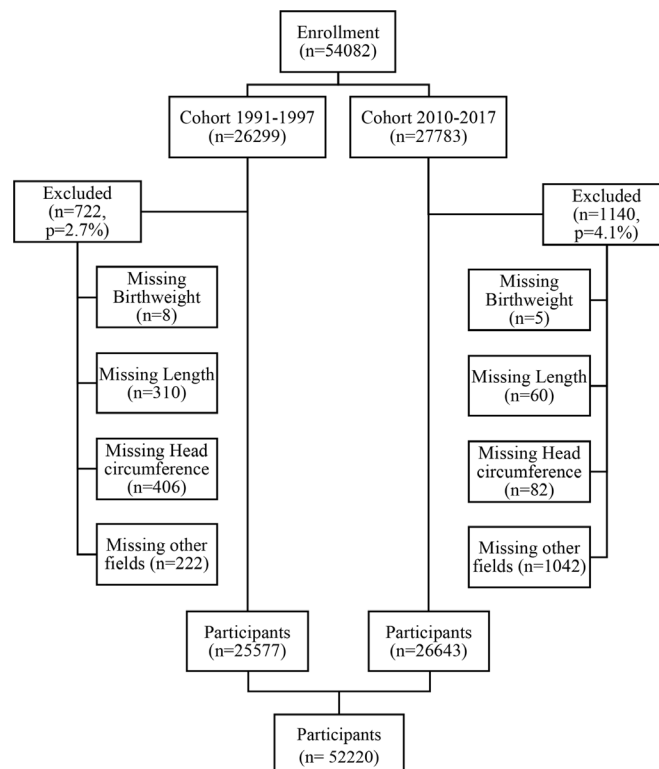 Enrollment
(n=54082)
Cohort 1991-1997
(n=26299)
Cohort 2010-2017
(n=27783)
Excluded
(n=722,
p=2.7%)
Excluded
(n=1140,
p=4.1%)
Missing
Birthweight
(n=8)
Missing
Birthweight
(n=5)
Missing Length
(n=310)
Missing Length
(n=60)
Missing Head
circumference
(n=406)
Missing Head
circumference
(n=82)
Missing other
fields (n=222)
Missing other
fields (n=1042)
Participants
(n=25577)
Participants
(n=26643)
Participants
(n= 52220)